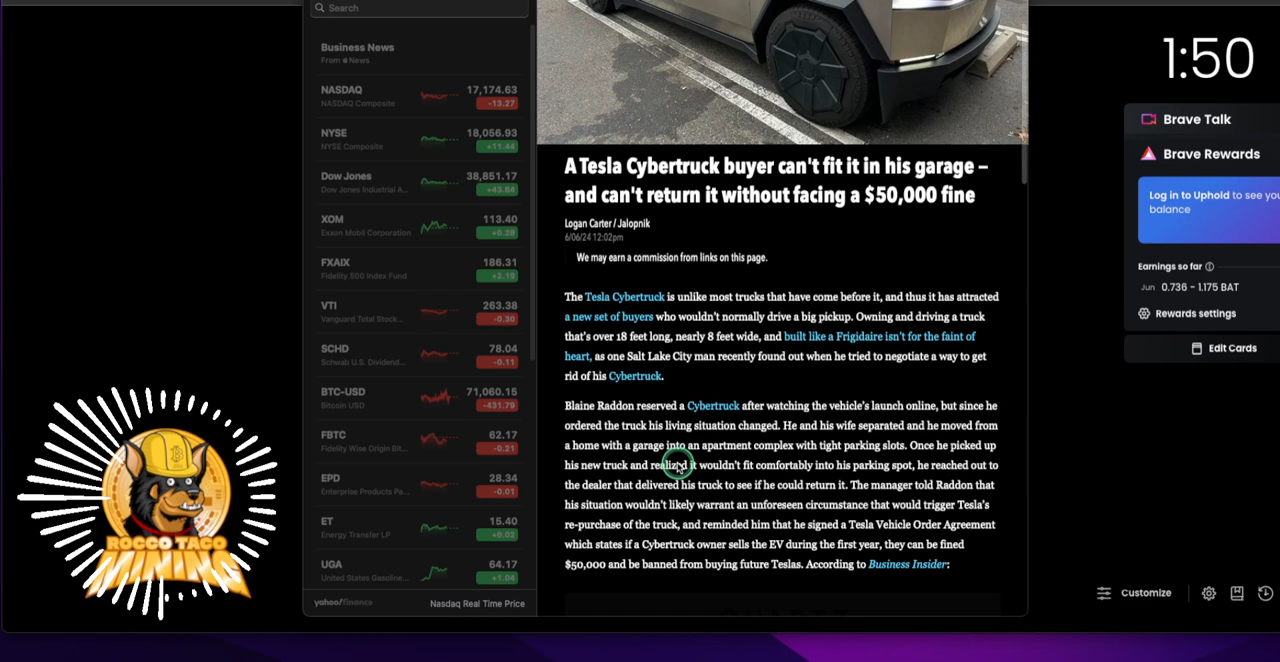 Search
Business News
From News
NASDAQ 17,174.63
NASDAQ Composite -13.27
NYSE 18,056.93
NYSE Composite +11.44
Dow Jones 38,851.17
Dow Jones Industrial A... +43.84
XOM 113.40
Exxon Mobil Corporation +0.28
FXAIX 186.31
Fidelity 500 Index Fund +2.19
VTI 263.38
Vanguard Total Stock... -0.30
SCHD 78.04
Schwab U.S. Dividend... -0.11
BTC-USD 71,060.15
Bitcoin USD -431.79
FBTC 62.17
Fidelity Wise Origin Bit... -0.21
EPD 28.34
Enterprise Products Pa... -0.01
ET 15.40
Energy Transfer LP +0.02
UGA 64.17
United States Gasoline... +1.04
yahoo!finance Nasdaq Real Time Price
A Tesla Cybertruck buyer can't fit it in his garage –
and can't return it without facing a $50,000 fine
Logan Carter / Jalopnik
6/06/24 12:02pm
We may earn a commission from links on this page.
The Tesla Cybertruck is unlike most trucks that have come before it, and thus it has attracted
a new set of buyers who wouldn't normally drive a big pickup. Owning and driving a truck
that's over 18 feet long, nearly 8 feet wide, and built like a Frigidaire isn't for the faint of
heart, as one Salt Lake City man recently found out when he tried to negotiate a way to get
rid of his Cybertruck.
Blaine Raddon reserved a Cybertruck after watching the vehicle's launch online, but since he
ordered the truck his living situation changed. He and his wife separated and he moved from
a home with a garage into an apartment complex with tight parking slots. Once he picked up
his new truck and realized it wouldn't fit comfortably into his parking spot, he reached out to
the dealer that delivered his truck to see if he could return it. The manager told Raddon that
his situation wouldn't likely warrant an unforeseen circumstance that would trigger Tesla's
re-purchase of the truck, and reminded him that he signed a Tesla Vehicle Order Agreement
which states if a Cybertruck owner sells the EV during the first year, they can be fined
$50,000 and be banned from buying future Teslas. According to Business Insider:
1:50
Brave Talk
Brave Rewards
Log in to Uphold to see you
balance
Earnings so far
Jun 0.736 – 1.175 BAT
Rewards settings
Edit Cards
Customize
ROCCO TACO
MINING